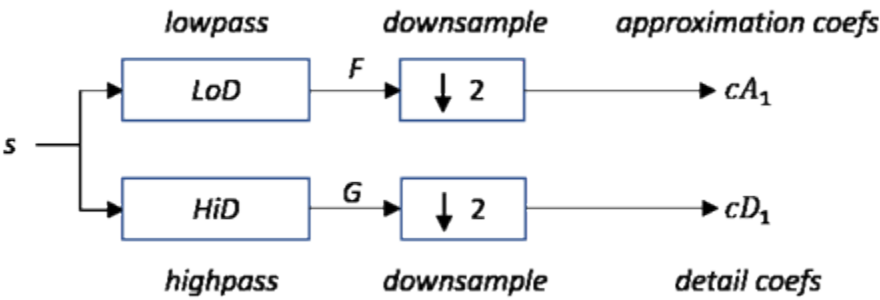 lowpass downsample approximation coefs
F
LoD ↓ 2 cA₁
s
G
HiD ↓ 2 cD₁
highpass downsample detail coefs